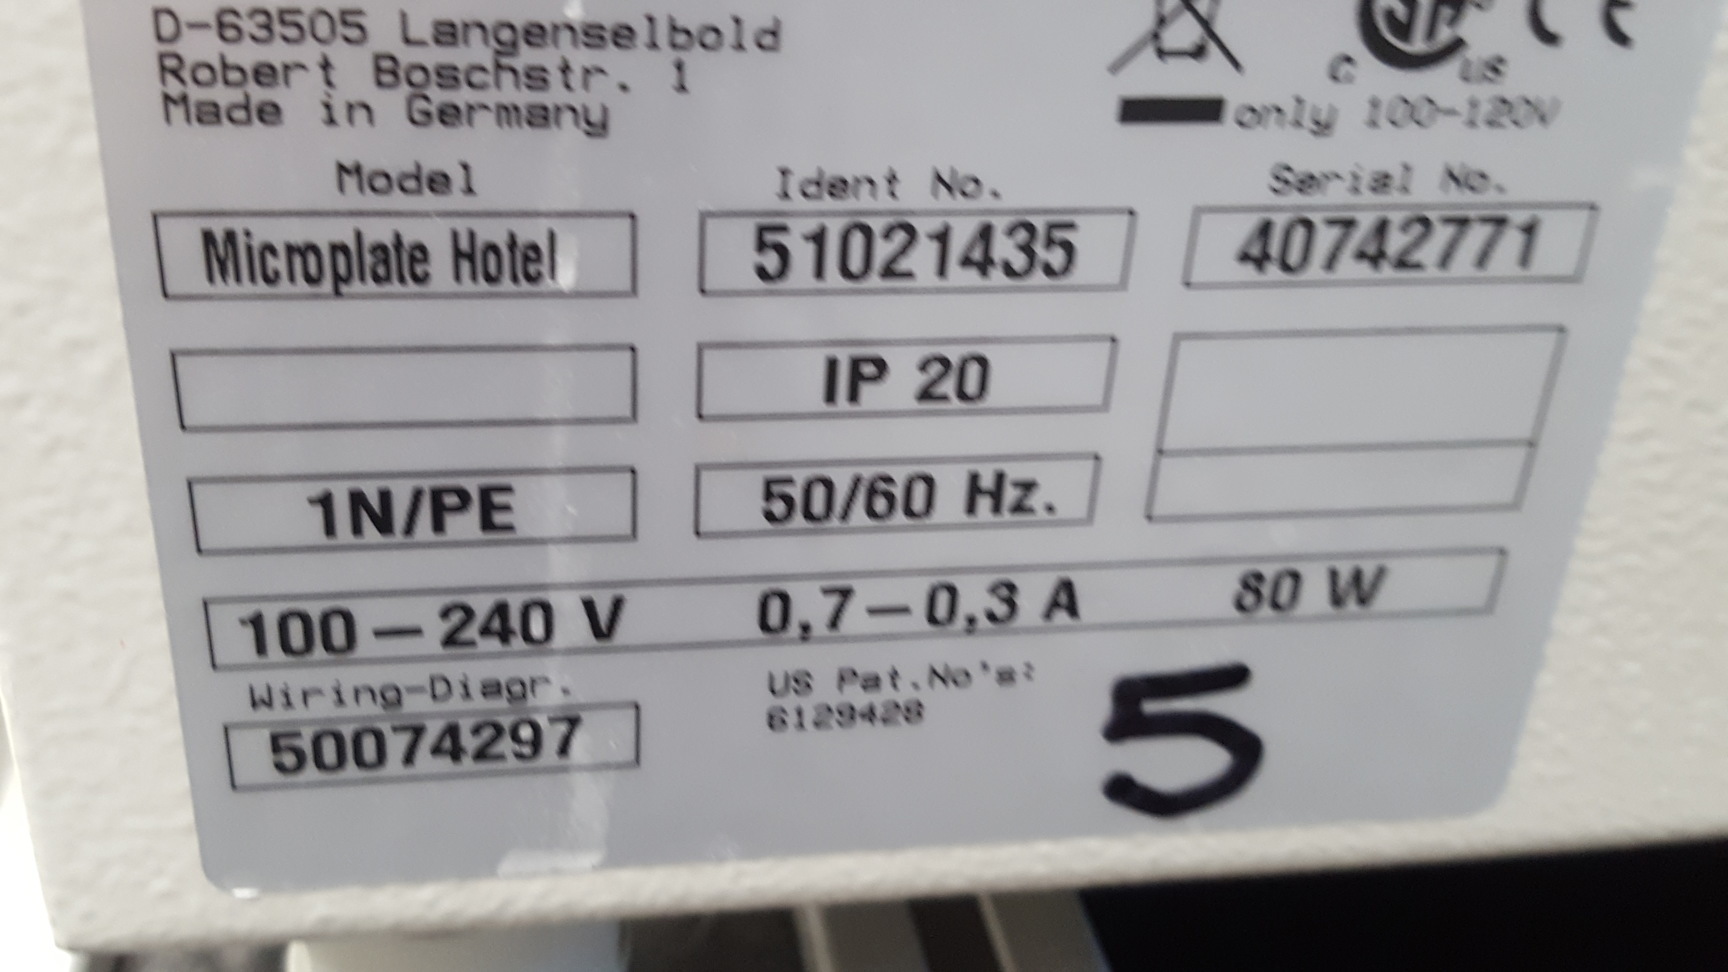 D-63505 Langenselbold
Robert Boschstr. 1
Made in Germany
C US CE
only 100-120V
Model Ident No. Serial No.
Microplate Hotel 51021435 40742771
IP 20
1N/PE 50/60 Hz.
100-240 V 0,7-0,3 A 80 W
Wiring-Diagr. US Pat.No's:
50074297 6129428
5